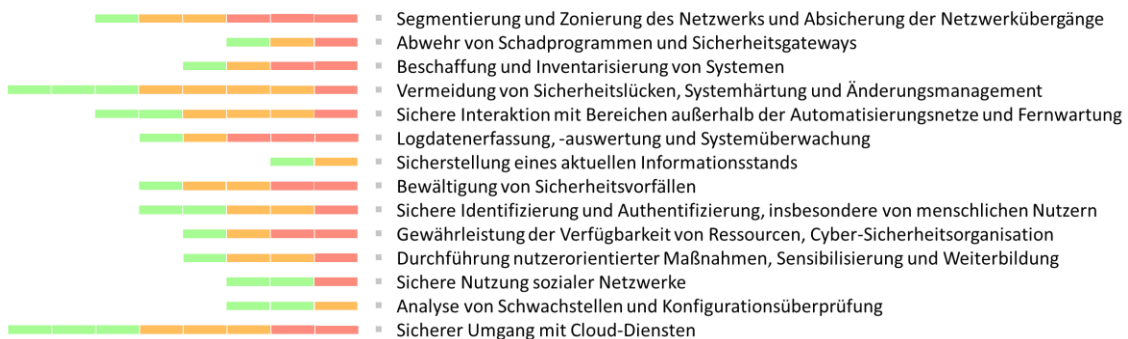 Segmentierung und Zonierung des Netzwerks und Absicherung der Netzwerkübergänge
Abwehr von Schadprogrammen und Sicherheitsgateways
Beschaffung und Inventarisierung von Systemen
Vermeidung von Sicherheitslücken, Systemhärtung und Änderungsmanagement
Sichere Interaktion mit Bereichen außerhalb der Automatisierungsnetze und Fernwartung
Logdatenerfassung, -auswertung und Systemüberwachung
Sicherstellung eines aktuellen Informationsstands
Bewältigung von Sicherheitsvorfällen
Sichere Identifizierung und Authentifizierung, insbesondere von menschlichen Nutzern
Gewährleistung der Verfügbarkeit von Ressourcen, Cyber-Sicherheitsorganisation
Durchführung nutzerorientierter Maßnahmen, Sensibilisierung und Weiterbildung
Sichere Nutzung sozialer Netzwerke
Analyse von Schwachstellen und Konfigurationsüberprüfung
Sicherer Umgang mit Cloud-Diensten